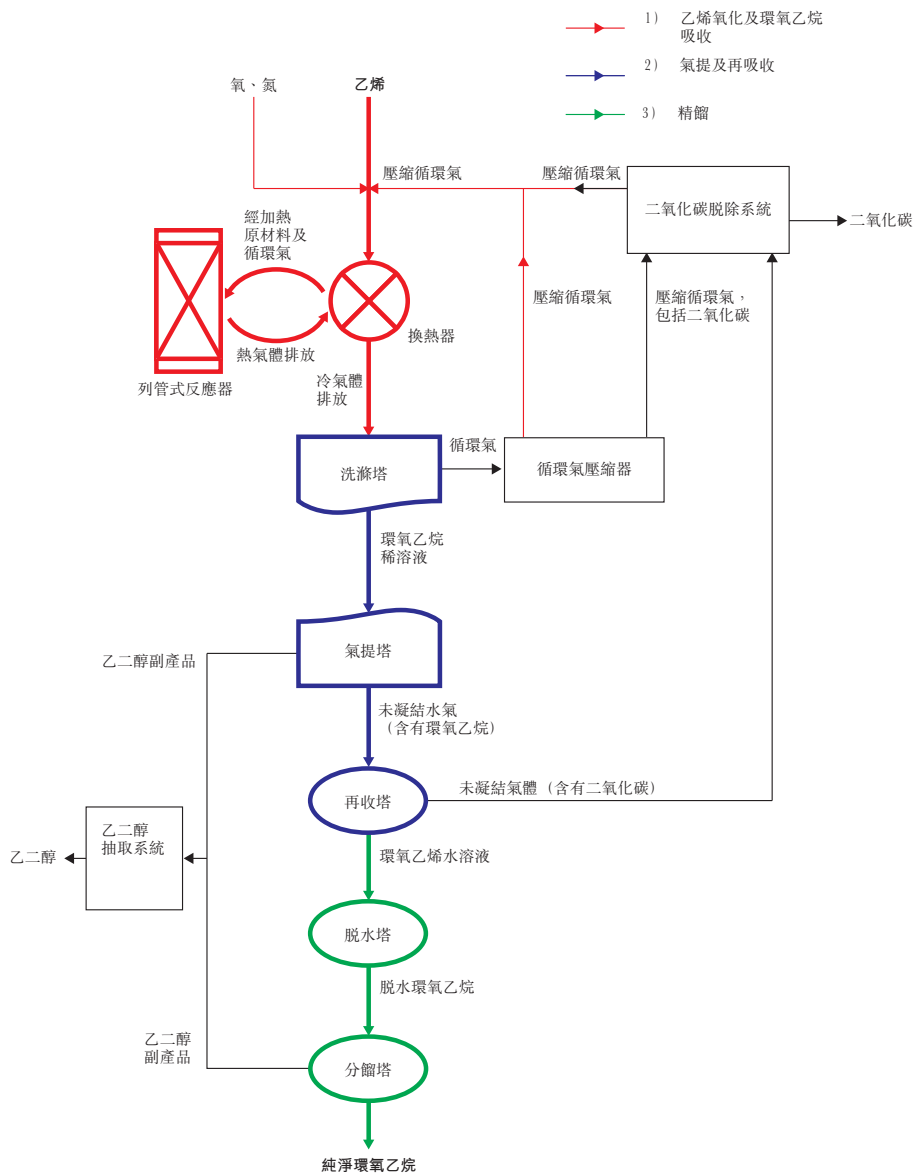 1) 乙烯氧化及環氧乙烷
吸收
2) 氣提及再吸收
3) 精餾
氧、氮
乙烯
壓縮循環氣
壓縮循環氣
二氧化碳脱除系統
二氧化碳
經加熱
原材料及
循環氣
壓縮循環氣
壓縮循環氣,
包括二氧化碳
換熱器
熱氣體排放
列管式反應器
冷氣體
排放
洗滌塔
循環氣
循環氣壓縮器
環氧乙烷
稀溶液
氣提塔
乙二醇副產品
未凝結水氣
(含有環氧乙烷)
再收塔
未凝結氣體 (含有二氧化碳)
乙二醇
抽取系統
乙二醇
環氧乙烯水溶液
脱水塔
脱水環氧乙烷
乙二醇
副產品
分餾塔
純淨環氧乙烷